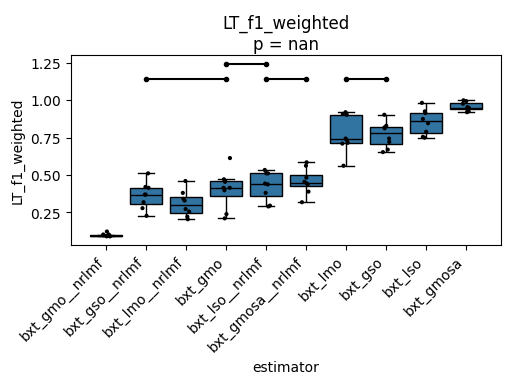 LT_f1_weighted
p = nan
LT_f1_weighted
1.25
1.00
0.75
0.50
0.25
bxt_gmo__nrlmf
bxt_gso__nrlmf
bxt_lmo__nrlmf
bxt_gmo
bxt_lso__nrlmf
bxt_gmosa__nrlmf
bxt_lmo
bxt_gso
bxt_lso
bxt_gmosa
estimator